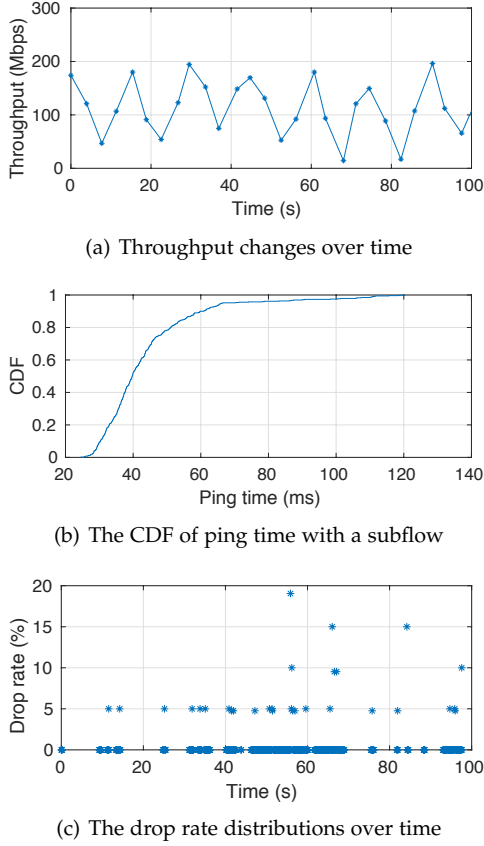 300
200
100
0
Throughput (Mbps)
0 20 40 60 80 100
Time (s)
(a) Throughput changes over time
1
0.8
0.6
0.4
0.2
0
CDF
20 40 60 80 100 120 140
Ping time (ms)
(b) The CDF of ping time with a subflow
20
15
10
5
0
Drop rate (%)
0 20 40 60 80 100
Time (s)
(c) The drop rate distributions over time